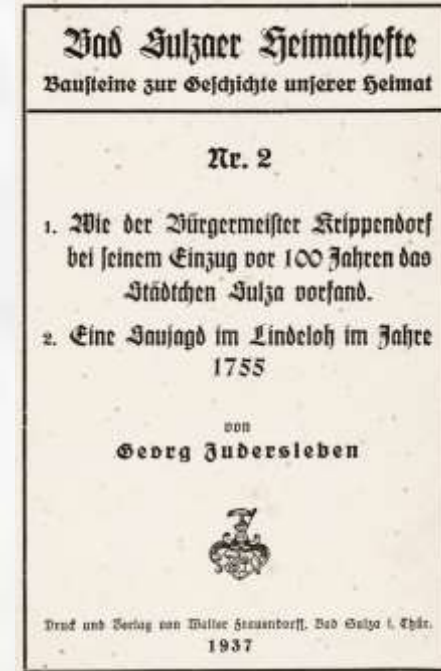 Bad Sulzaer Heimathefte
Bausteine zur Geschichte unserer Heimat
Nr. 2
1. Wie der Bürgermeister Krippendorf
bei seinem Einzug vor 100 Jahren das
Städtchen Sulza vorfand.
2. Eine Saujagd im Lindeloh im Jahre
1755
von
Georg Judersleben
Druck und Verlag von Walter Frauendorff, Bad Sulza i. Thür.
1937